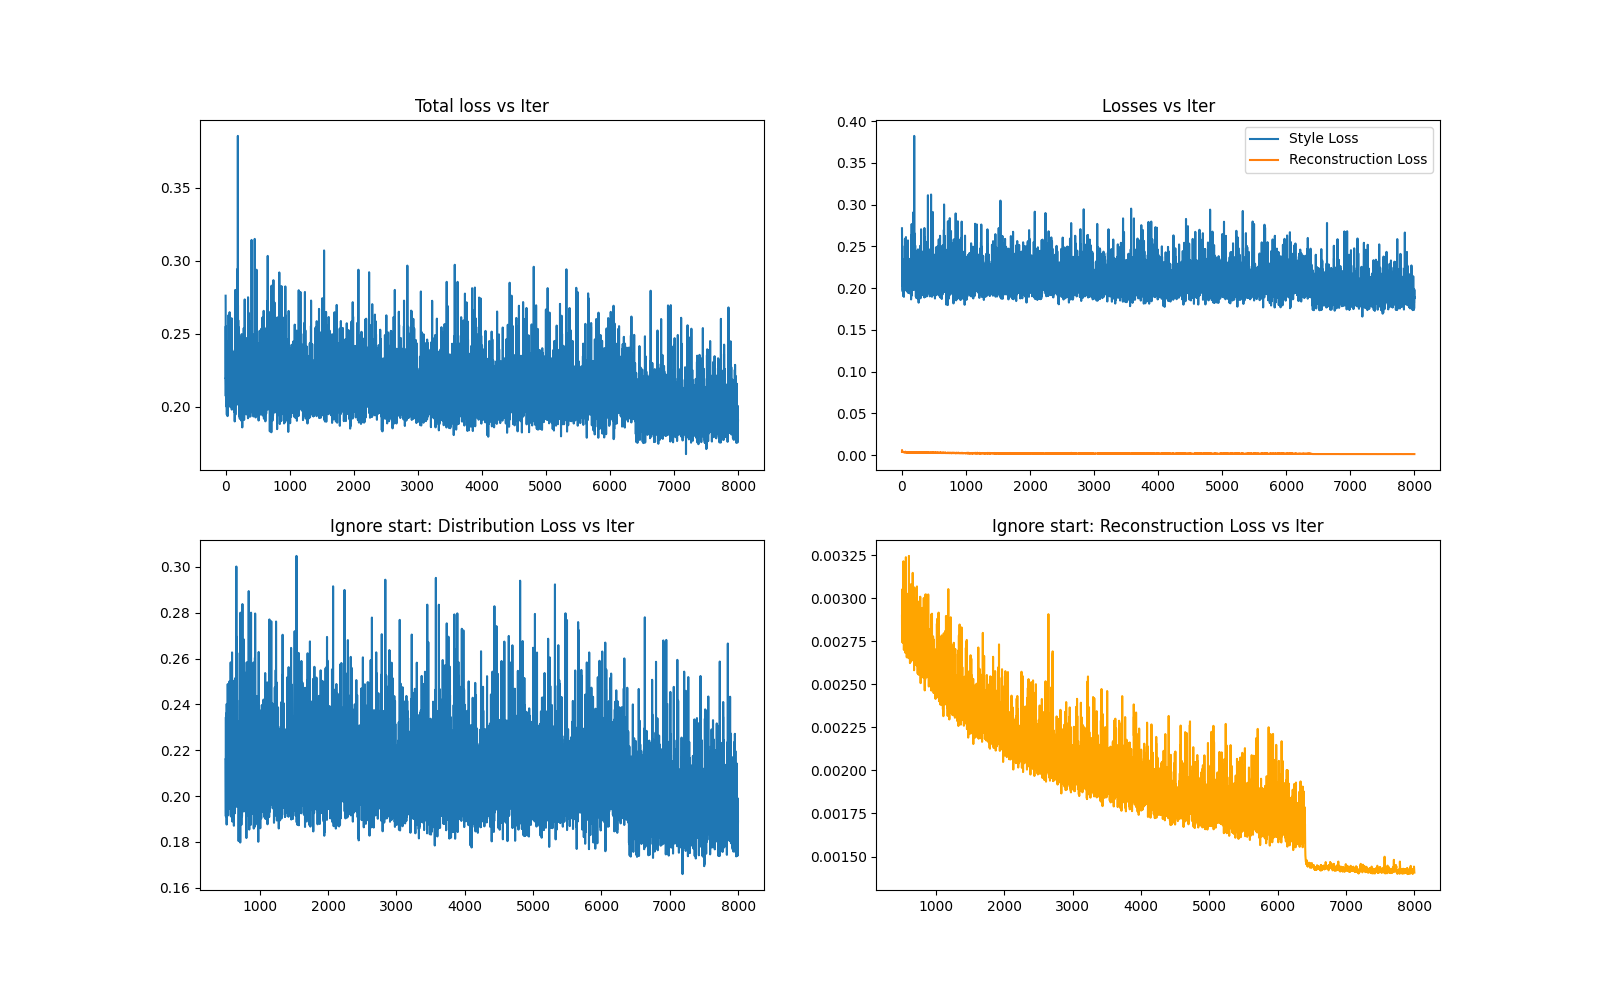 Total loss vs Iter
0.35
0.30
0.25
0.20
0 1000 2000 3000 4000 5000 6000 7000 8000
Losses vs Iter
Style Loss
Reconstruction Loss
0.40
0.35
0.30
0.25
0.20
0.15
0.10
0.05
0.00
0 1000 2000 3000 4000 5000 6000 7000 8000
Ignore start: Distribution Loss vs Iter
0.30
0.28
0.26
0.24
0.22
0.20
0.18
0.16
1000 2000 3000 4000 5000 6000 7000 8000
Ignore start: Reconstruction Loss vs Iter
0.00325
0.00300
0.00275
0.00250
0.00225
0.00200
0.00175
0.00150
1000 2000 3000 4000 5000 6000 7000 8000